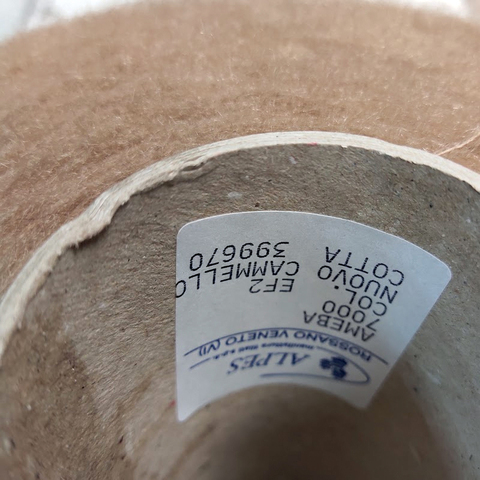 ALPES
ROSSANO VENETO (VI)
AMEBA
7000
COL. EF2
NUOVO CAMMELLO
COTTA 399670